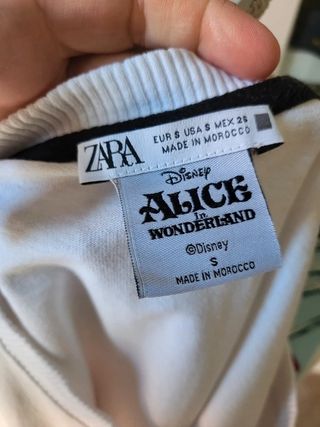 ZARA
EUR S USA S MEX 26
MADE IN MOROCCO
Disney
ALICE
In
WONDERLAND
©Disney
S
MADE IN MOROCCO